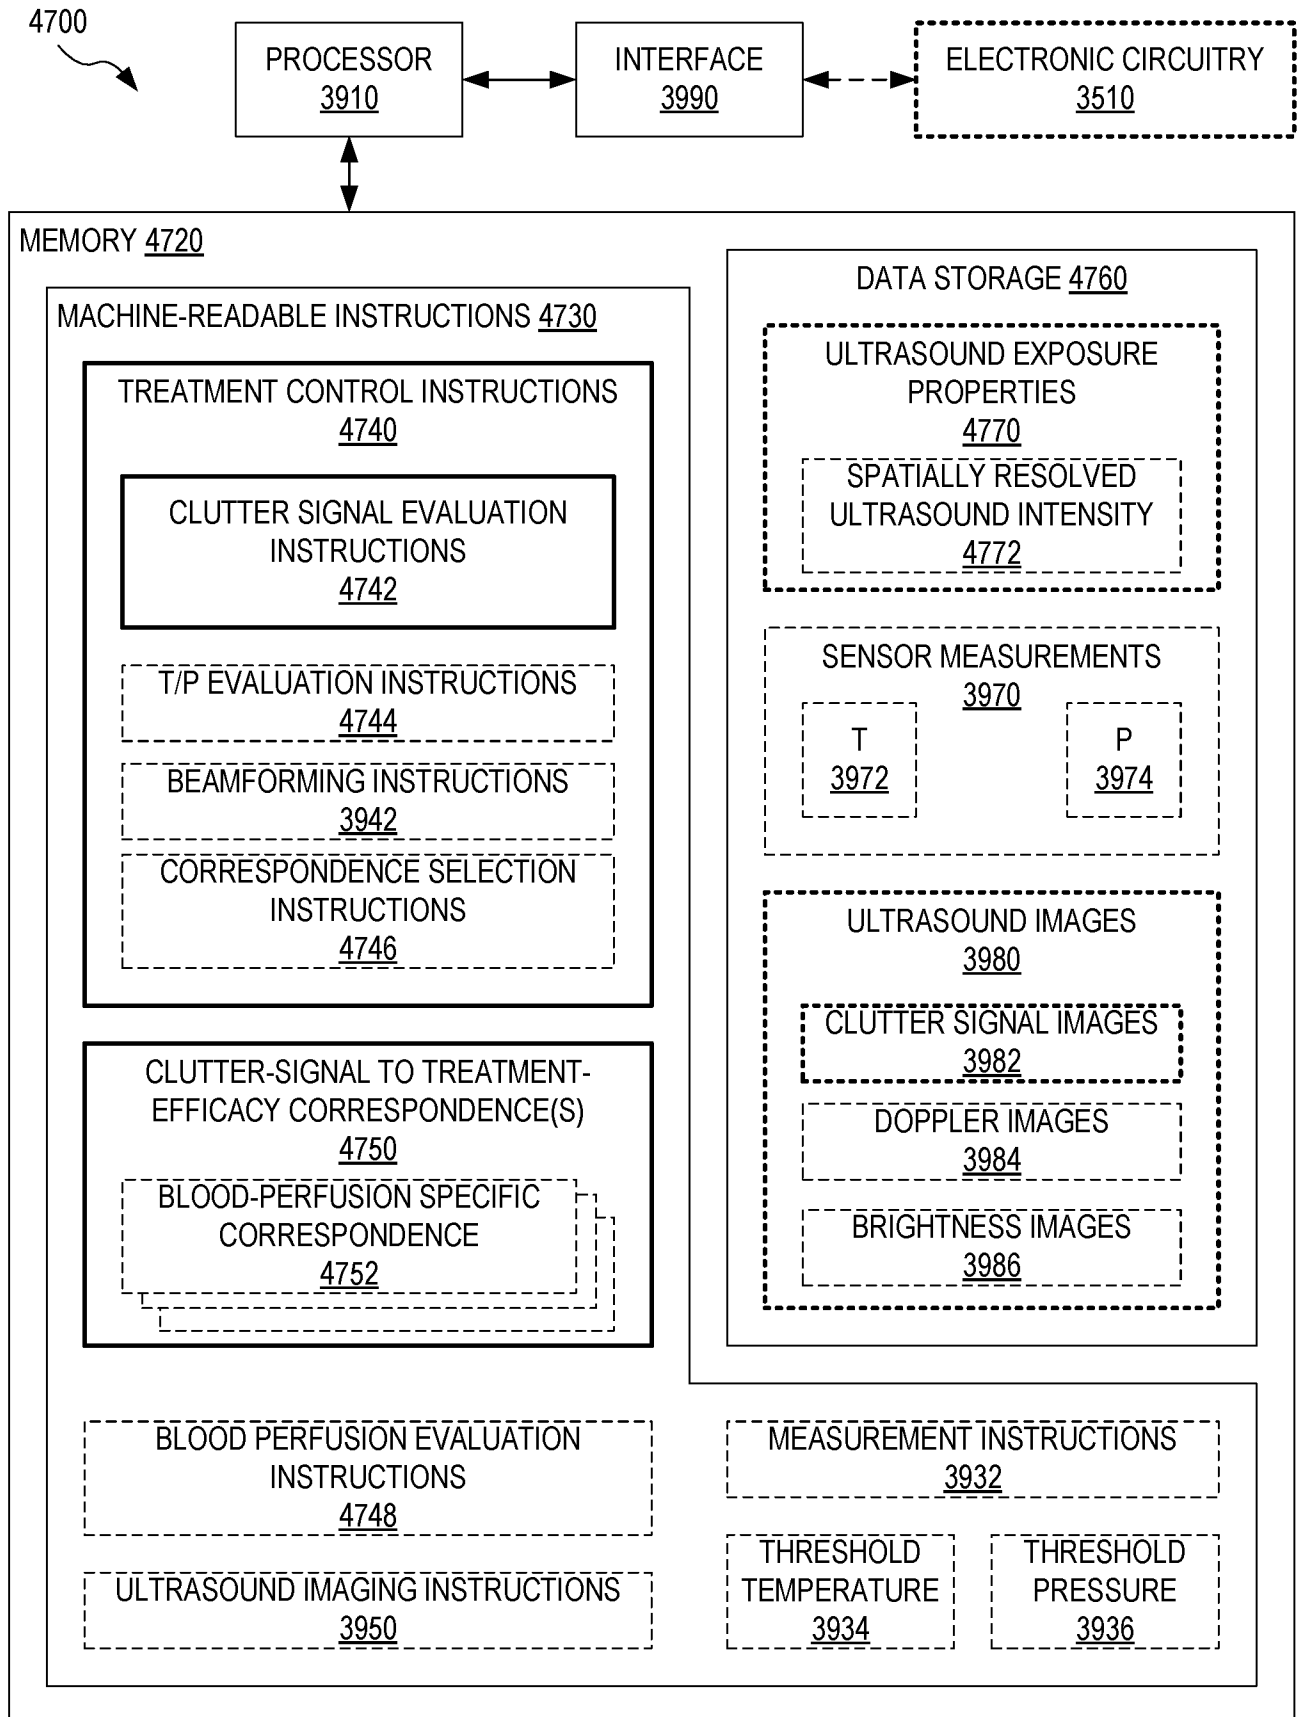 4700
PROCESSOR
3910
INTERFACE
3990
ELECTRONIC CIRCUITRY
3510
MEMORY 4720
MACHINE-READABLE INSTRUCTIONS 4730
TREATMENT CONTROL INSTRUCTIONS
4740
CLUTTER SIGNAL EVALUATION
INSTRUCTIONS
4742
T/P EVALUATION INSTRUCTIONS
4744
BEAMFORMING INSTRUCTIONS
3942
CORRESPONDENCE SELECTION
INSTRUCTIONS
4746
CLUTTER-SIGNAL TO TREATMENT-
EFFICACY CORRESPONDENCE(S)
4750
BLOOD-PERFUSION SPECIFIC
CORRESPONDENCE
4752
BLOOD PERFUSION EVALUATION
INSTRUCTIONS
4748
ULTRASOUND IMAGING INSTRUCTIONS
3950
DATA STORAGE 4760
ULTRASOUND EXPOSURE
PROPERTIES
4770
SPATIALLY RESOLVED
ULTRASOUND INTENSITY
4772
SENSOR MEASUREMENTS
3970
T
3972
P
3974
ULTRASOUND IMAGES
3980
CLUTTER SIGNAL IMAGES
3982
DOPPLER IMAGES
3984
BRIGHTNESS IMAGES
3986
MEASUREMENT INSTRUCTIONS
3932
THRESHOLD
TEMPERATURE
3934
THRESHOLD
PRESSURE
3936